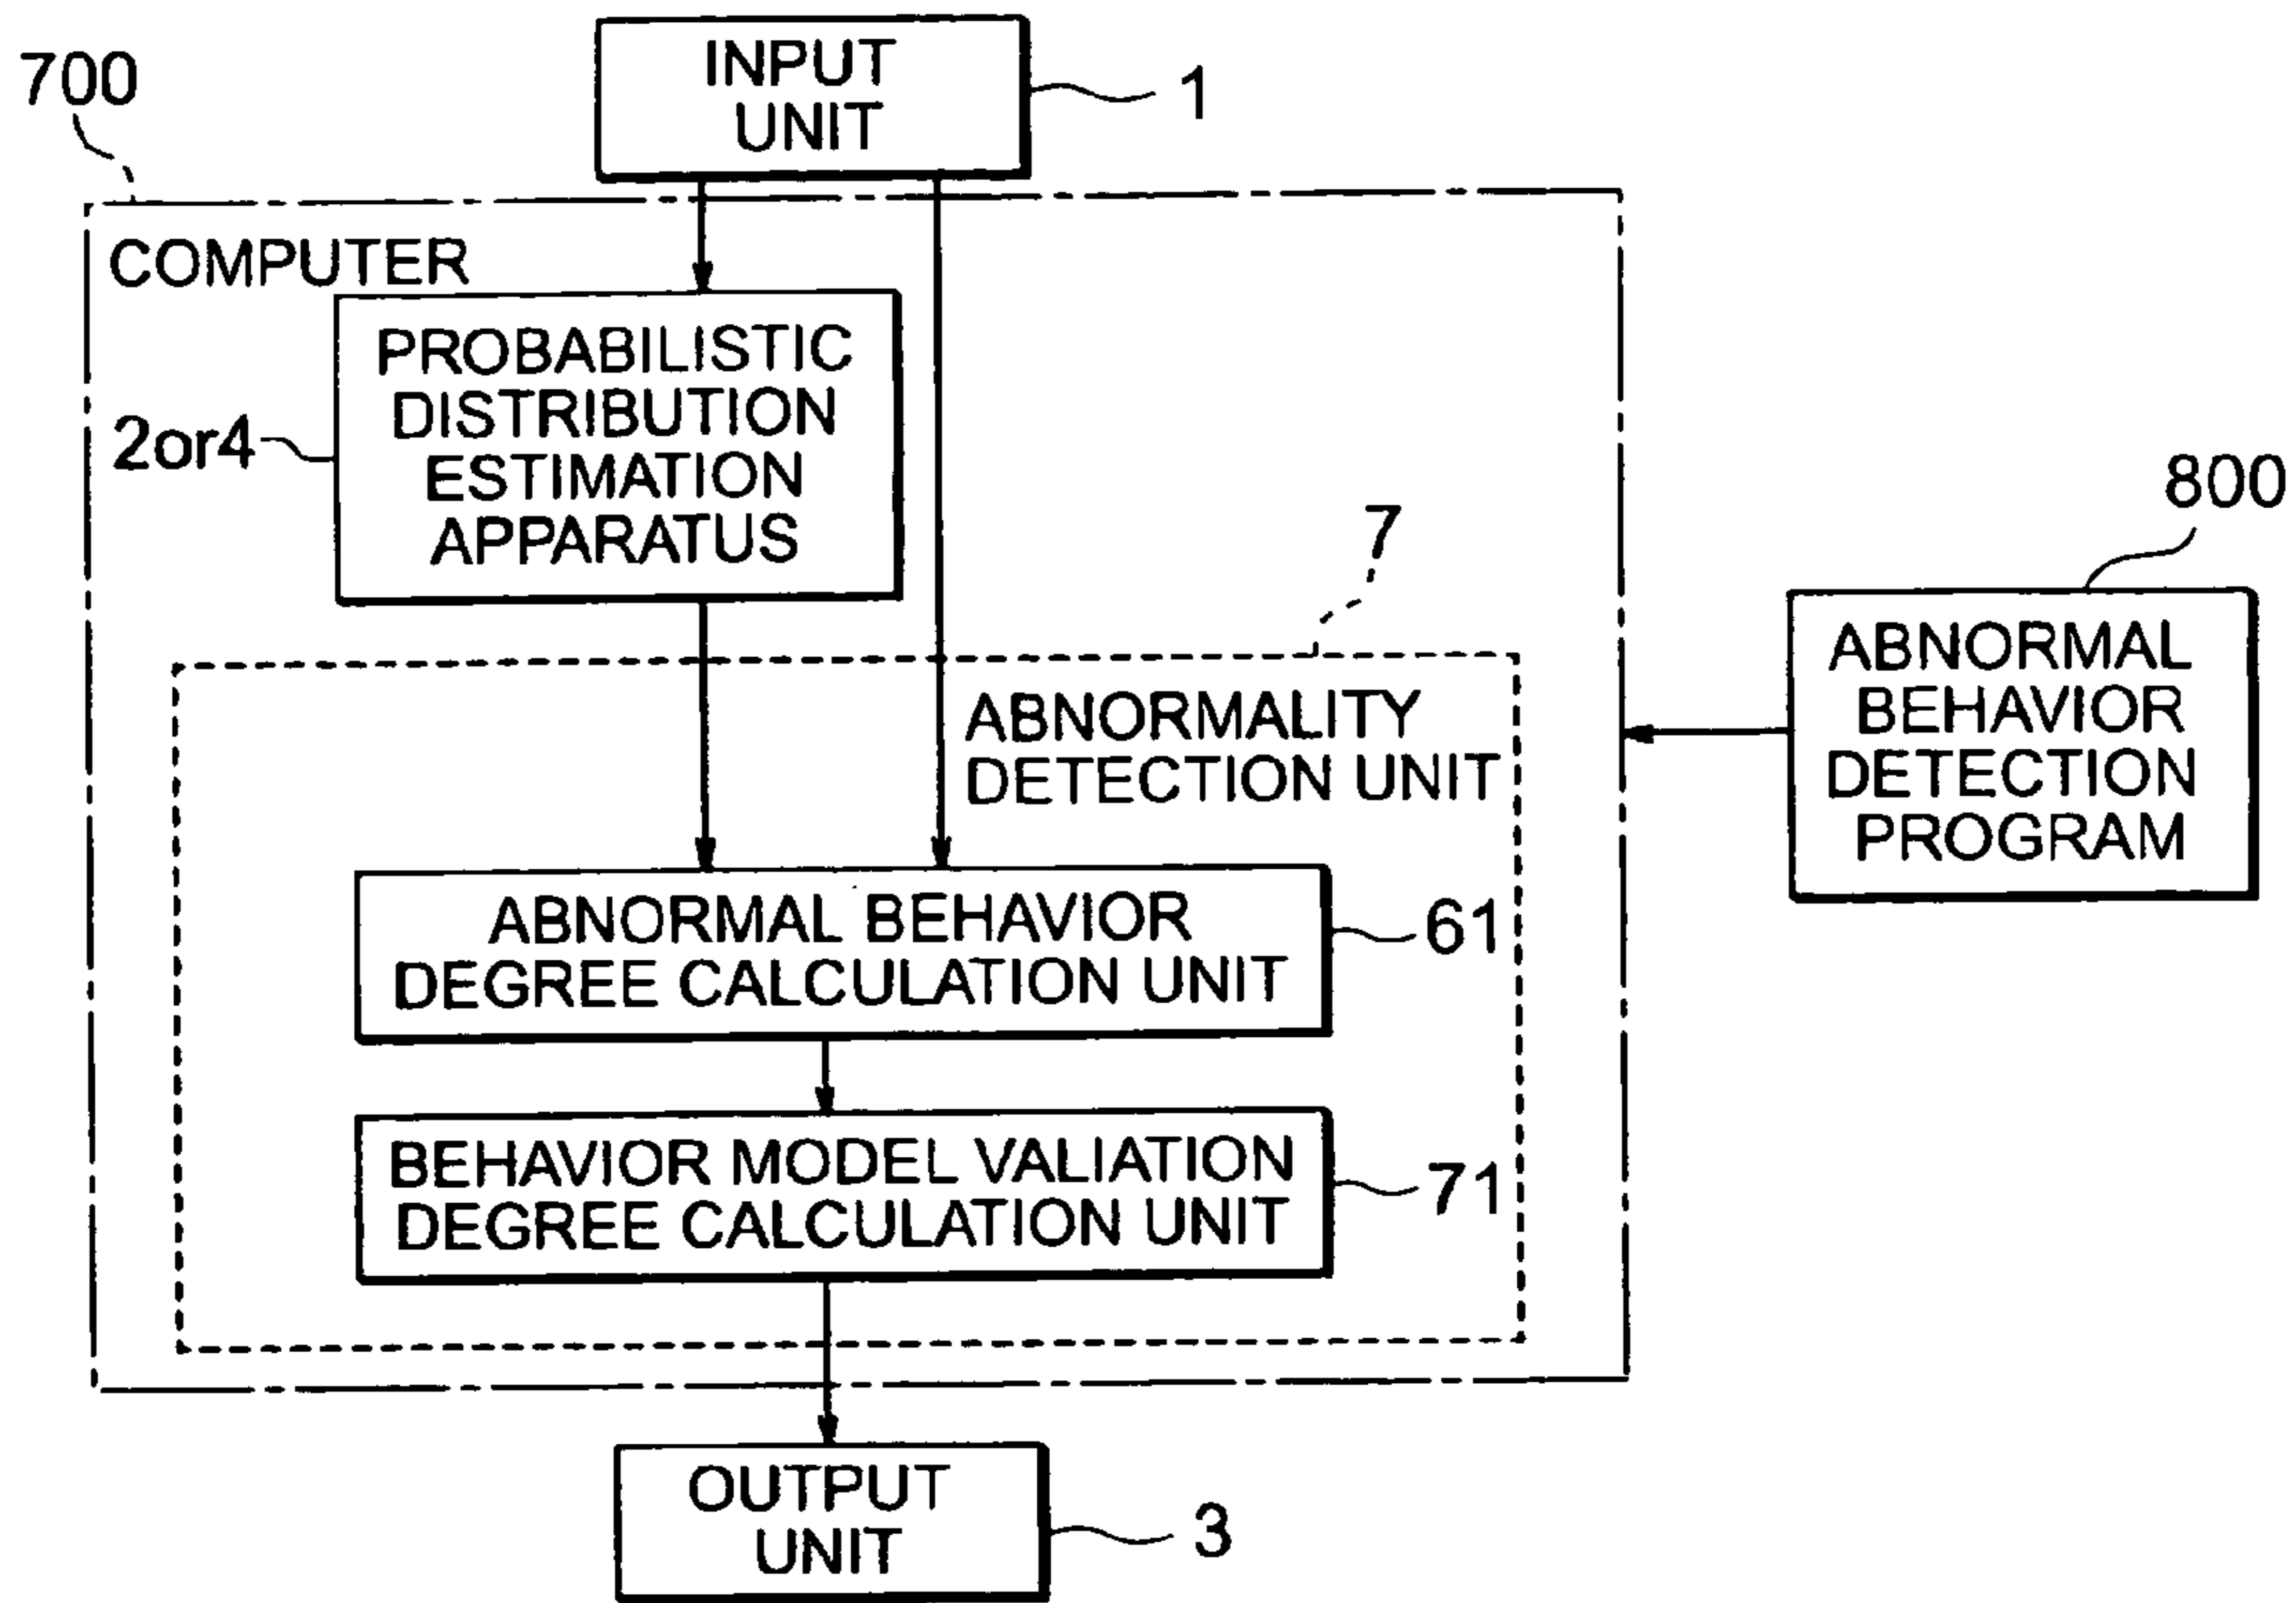 700
INPUT
UNIT
1
COMPUTER
PROBABILISTIC
DISTRIBUTION
ESTIMATION
APPARATUS
2or4
7
800
ABNORMALITY
DETECTION UNIT
ABNORMAL
BEHAVIOR
DETECTION
PROGRAM
ABNORMAL BEHAVIOR
DEGREE CALCULATION UNIT
61
BEHAVIOR MODEL VALIATION
DEGREE CALCULATION UNIT
71
OUTPUT
UNIT
3